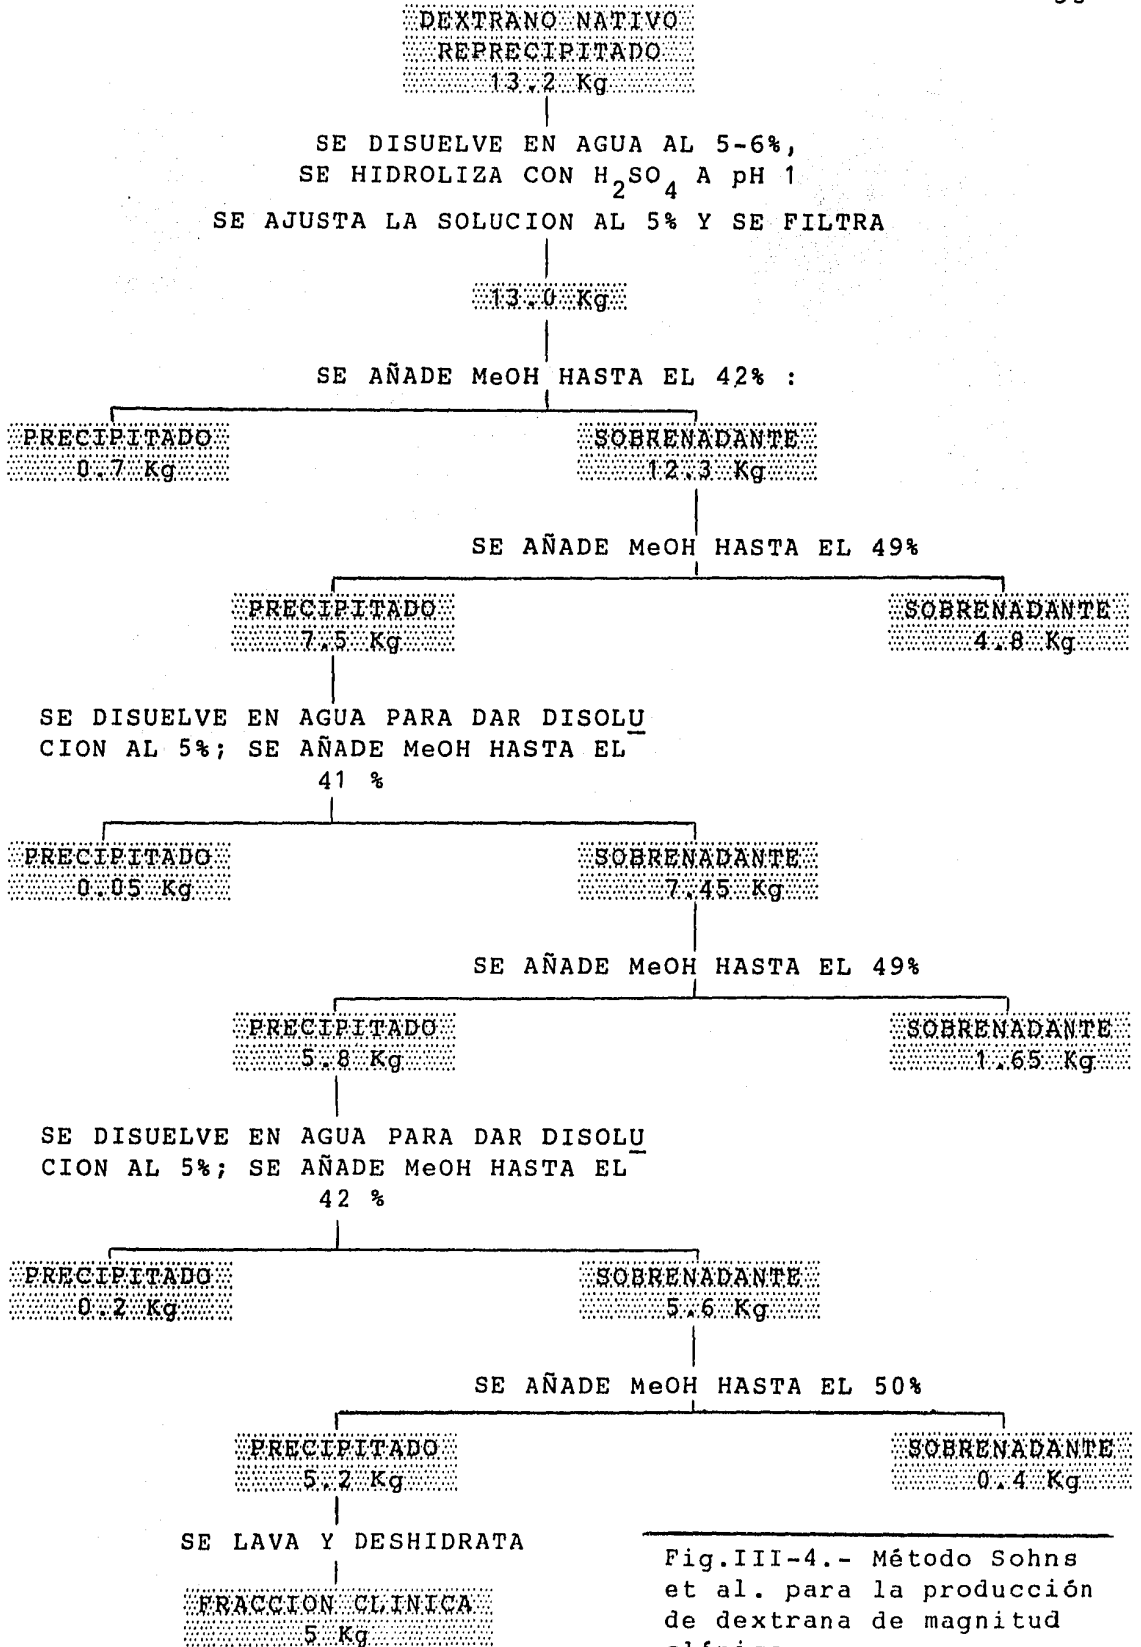 DEXTRANO NATIVO
REPRECIPITADO
13.2 Kg
SE DISUELVE EN AGUA AL 5-6%,
SE HIDROLIZA CON H2SO4 A pH 1
SE AJUSTA LA SOLUCION AL 5% Y SE FILTRA
13.0 Kg
SE AÑADE MeOH HASTA EL 42% :
PRECIPITADO
0.7 Kg
SOBRENADANTE
12.3 Kg
SE AÑADE MeOH HASTA EL 49%
PRECIPITADO
7.5 Kg
SOBRENADANTE
4.8 Kg
SE DISUELVE EN AGUA PARA DAR DISOLU
CION AL 5%; SE AÑADE MeOH HASTA EL
41 %
PRECIPITADO
0.05 Kg
SOBRENADANTE
7.45 Kg
SE AÑADE MeOH HASTA EL 49%
PRECIPITADO
5.8 Kg
SOBRENADANTE
1.65 Kg
SE DISUELVE EN AGUA PARA DAR DISOLU
CION AL 5%; SE AÑADE MeOH HASTA EL
42 %
PRECIPITADO
0.2 Kg
SOBRENADANTE
5.6 Kg
SE AÑADE MeOH HASTA EL 50%
PRECIPITADO
5.2 Kg
SOBRENADANTE
0.4 Kg
SE LAVA Y DESHIDRATA
FRACCION CLINICA
5 Kg
Fig.III-4.- Método Sohns
et al. para la producción
de dextrana de magnitud